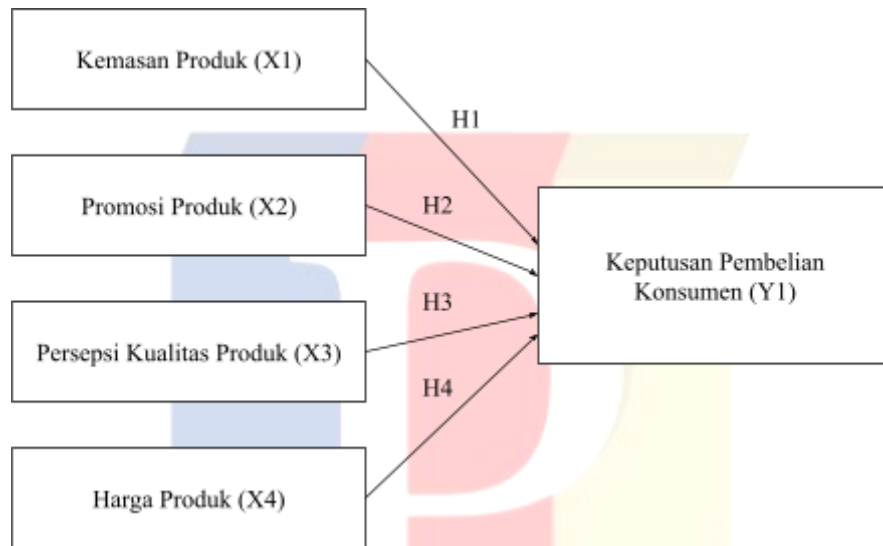 Kemasan Produk (X1)
H1
Promosi Produk (X2)
H2
Keputusan Pembelian
Konsumen (Y1)
H3
Persepsi Kualitas Produk (X3)
H4
Harga Produk (X4)